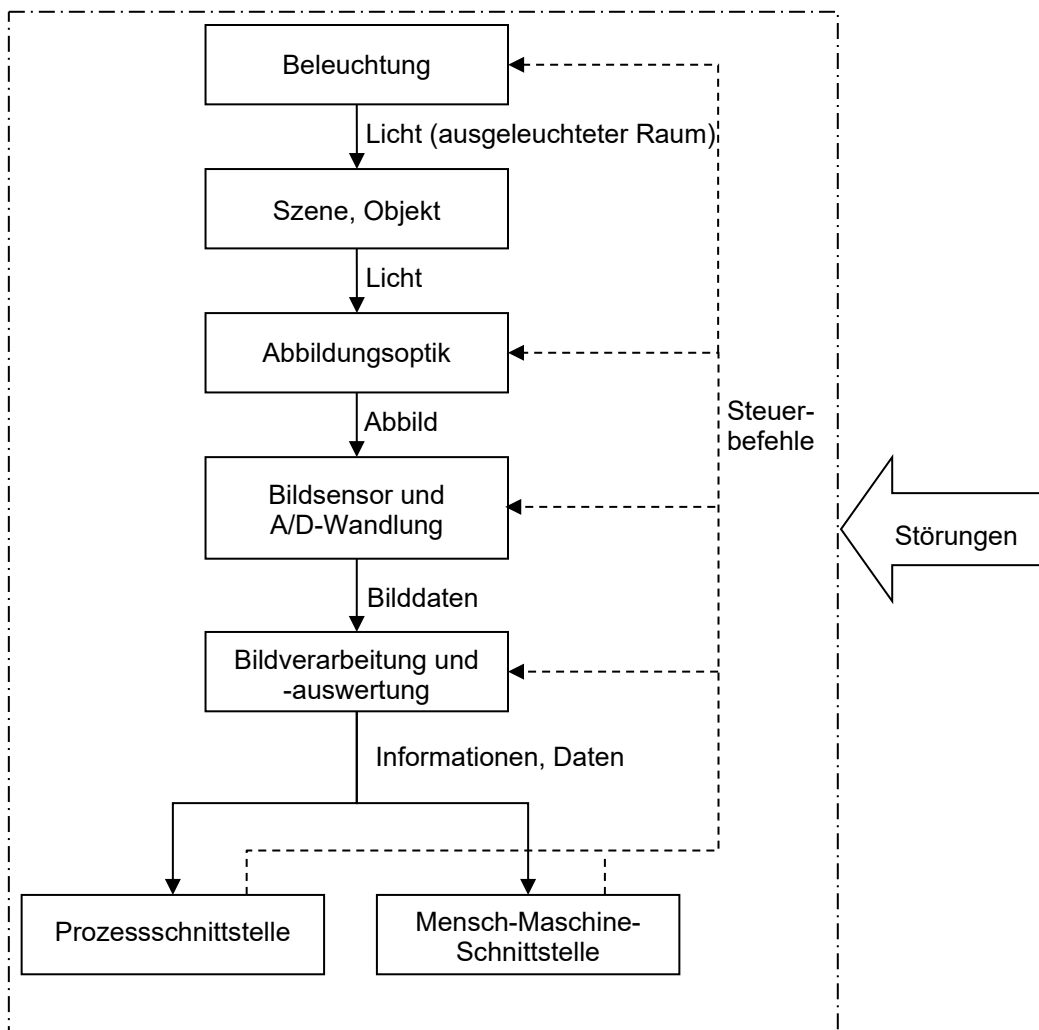 Beleuchtung
Licht (ausgeleuchteter Raum)
Szene, Objekt
Licht
Abbildungsoptik
Abbild
Steuer-
befehle
Bildsensor und
A/D-Wandlung
Störungen
Bilddaten
Bildverarbeitung und
-auswertung
Informationen, Daten
Prozessschnittstelle
Mensch-Maschine-
Schnittstelle